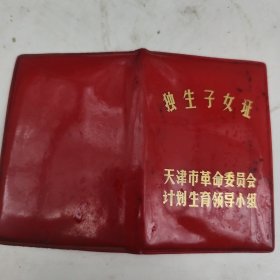 独生子女证
天津市革命委员会
计划生育领导小组